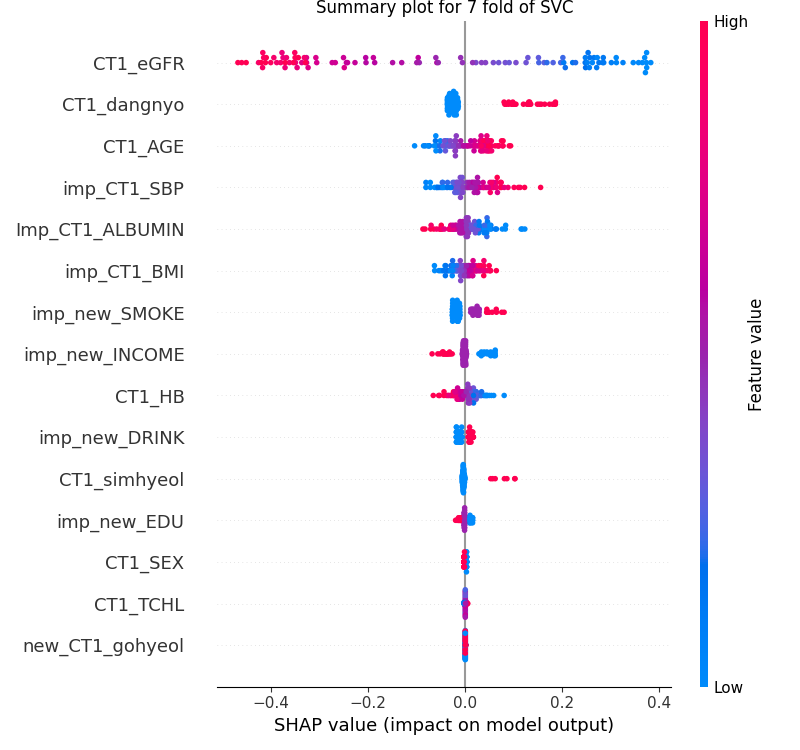 Summary plot for 7 fold of SVC
High
CT1_eGFR
CT1_dangnyo
CT1_AGE
imp_CT1_SBP
Imp_CT1_ALBUMIN
imp_CT1_BMI
imp_new_SMOKE
imp_new_INCOME
CT1_HB
imp_new_DRINK
CT1_simhyeol
imp_new_EDU
CT1_SEX
CT1_TCHL
new_CT1_gohyeol
Feature value
Low
−0.4 −0.2 0.0 0.2 0.4
SHAP value (impact on model output)